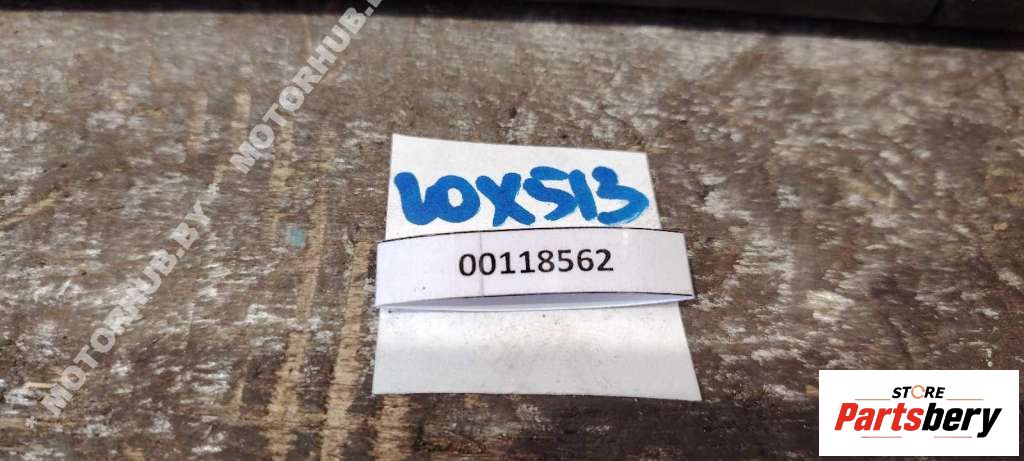 MOTORHUB.BY MOTORHUB.BY
10X513
00118562
STORE
Partsbery